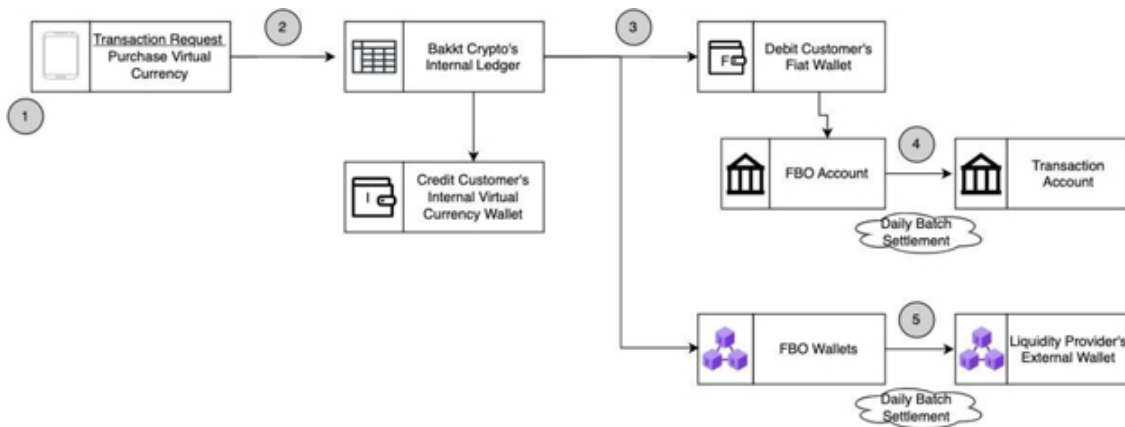 1
Transaction Request
Purchase Virtual
Currency
2
Bakkt Crypto's
Internal Ledger
3
F
Debit Customer's
Fiat Wallet
I
Credit Customer's
Internal Virtual
Currency Wallet
FBO Account
4
Transaction
Account
Daily Batch
Settlement
FBO Wallets
5
Liquidity Provider's
External Wallet
Daily Batch
Settlement